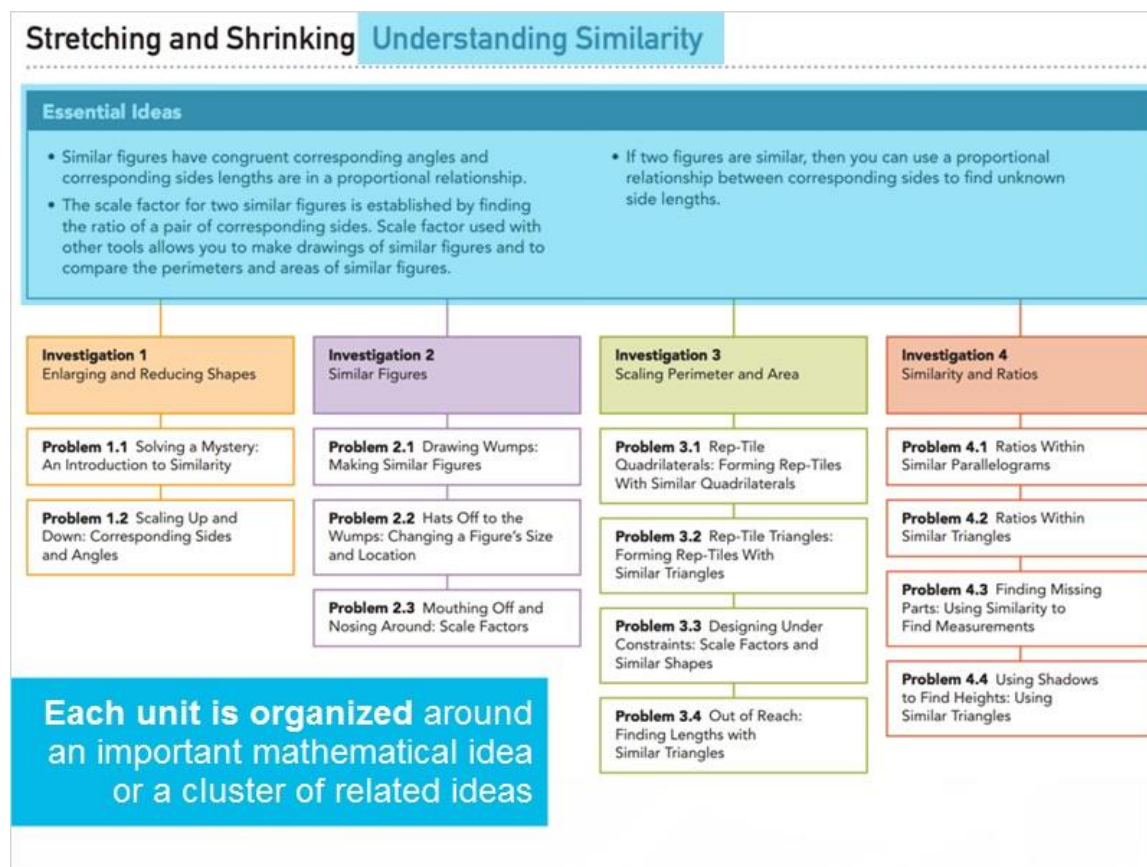 Stretching and Shrinking Understanding Similarity
Essential Ideas
• Similar figures have congruent corresponding angles and
corresponding sides lengths are in a proportional relationship.
• The scale factor for two similar figures is established by finding
the ratio of a pair of corresponding sides. Scale factor used with
other tools allows you to make drawings of similar figures and to
compare the perimeters and areas of similar figures.
• If two figures are similar, then you can use a proportional
relationship between corresponding sides to find unknown
side lengths.
Investigation 1
Enlarging and Reducing Shapes
Problem 1.1 Solving a Mystery:
An Introduction to Similarity
Problem 1.2 Scaling Up and
Down: Corresponding Sides
and Angles
Investigation 2
Similar Figures
Problem 2.1 Drawing Wumps:
Making Similar Figures
Problem 2.2 Hats Off to the
Wumps: Changing a Figure's Size
and Location
Problem 2.3 Mouthing Off and
Nosing Around: Scale Factors
Investigation 3
Scaling Perimeter and Area
Problem 3.1 Rep-Tile
Quadrilaterals: Forming Rep-Tiles
With Similar Quadrilaterals
Problem 3.2 Rep-Tile Triangles:
Forming Rep-Tiles With
Similar Triangles
Problem 3.3 Designing Under
Constraints: Scale Factors and
Similar Shapes
Problem 3.4 Out of Reach:
Finding Lengths with
Similar Triangles
Investigation 4
Similarity and Ratios
Problem 4.1 Ratios Within
Similar Parallelograms
Problem 4.2 Ratios Within
Similar Triangles
Problem 4.3 Finding Missing
Parts: Using Similarity to
Find Measurements
Problem 4.4 Using Shadows
to Find Heights: Using
Similar Triangles
Each unit is organized around
an important mathematical idea
or a cluster of related ideas